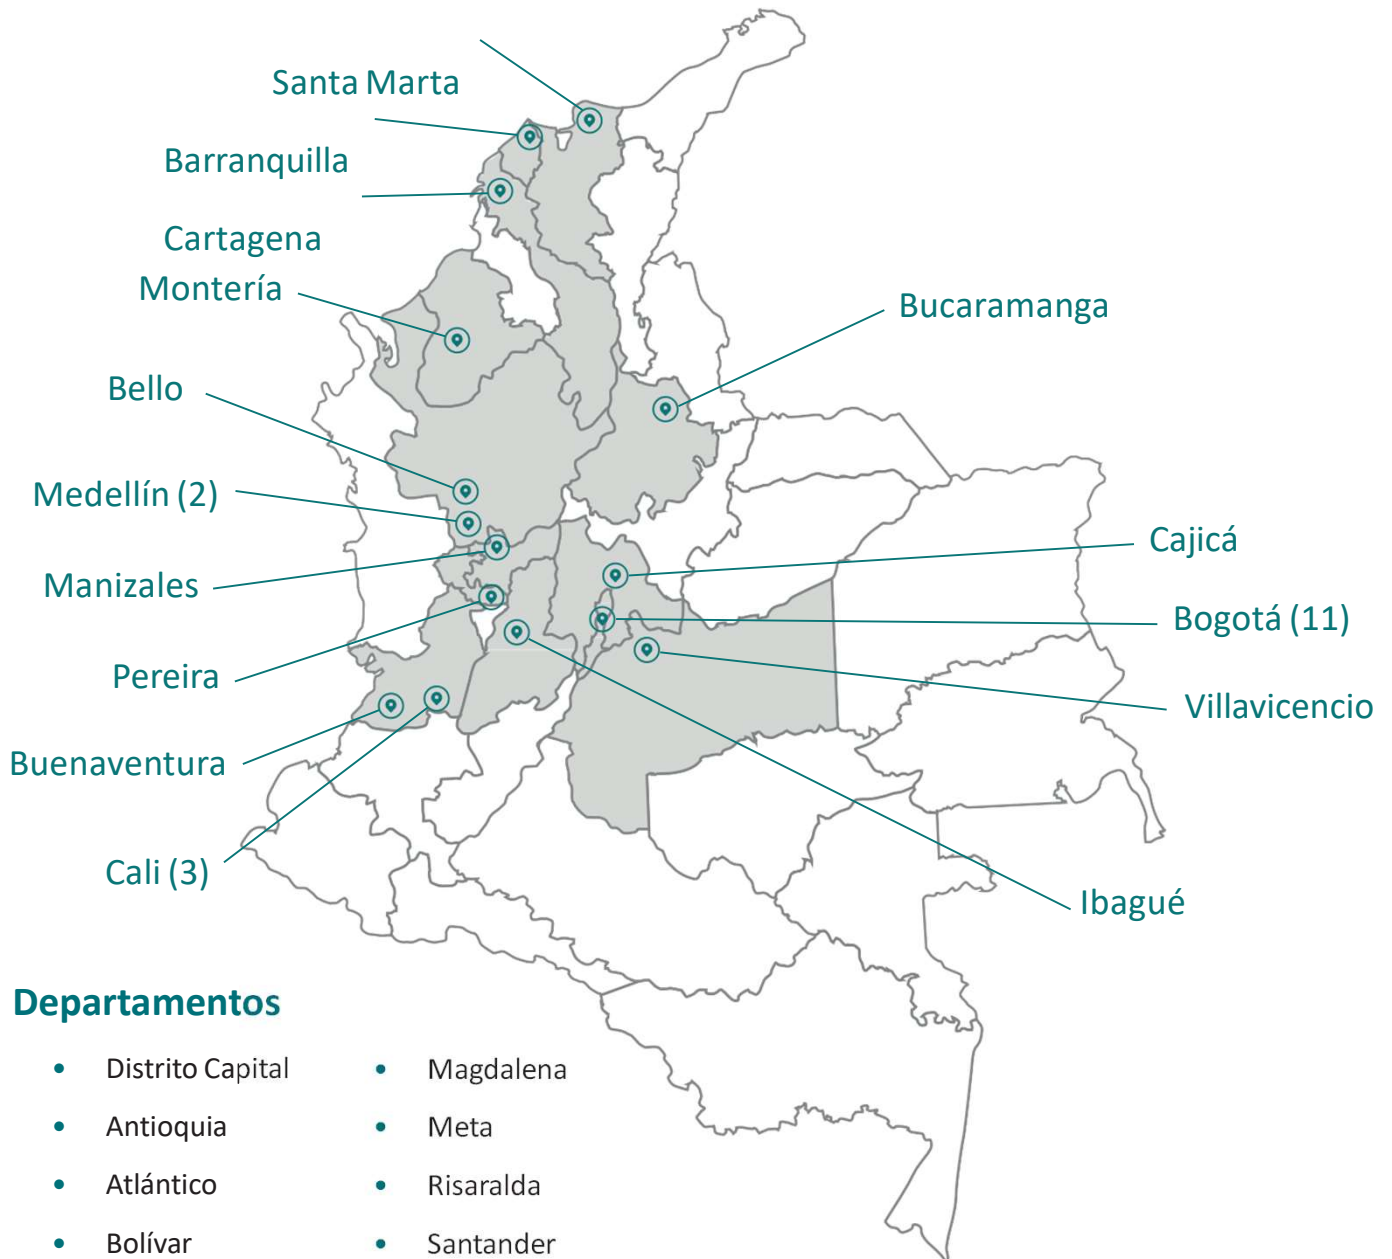 Santa Marta
Barranquilla
Cartagena
Montería
Bucaramanga
Bello
Medellín (2)
Cajicá
Manizales
Bogotá (11)
Pereira
Villavicencio
Buenaventura
Cali (3)
Ibagué
Departamentos
• Distrito Capital
• Antioquia
• Atlántico
• Bolívar
• Magdalena
• Meta
• Risaralda
• Santander